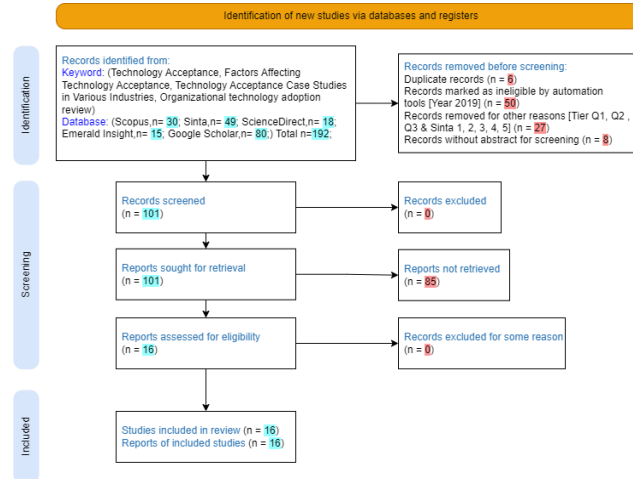 Identification of new studies via databases and registers
Identification
Records identified from:
Keyword: (Technology Acceptance, Factors Affecting
Technology Acceptance, Technology Acceptance Case Studies
in Various Industries, Organizational technology adoption
review)
Database: (Scopus,n= 30; Sinta, n= 49; ScienceDirect,n= 18;
Emerald Insight,n= 15; Google Scholar,n= 80;) Total n=192;
Records removed before screening:
Duplicate records (n = 6)
Records marked as ineligible by automation
tools [Year 2019] (n = 50)
Records removed for other reasons [Tier Q1, Q2 ,
Q3 & Sinta 1, 2, 3, 4, 5] (n = 27)
Records without abstract for screening (n = 8)
Screening
Records screened
(n = 101)
Records excluded
(n = 0)
Reports sought for retrieval
(n = 101)
Reports not retrieved
(n = 85)
Reports assessed for eligibility
(n = 16)
Records excluded for some reason
(n = 0)
Included
Studies included in review (n = 16)
Reports of included studies (n = 16)